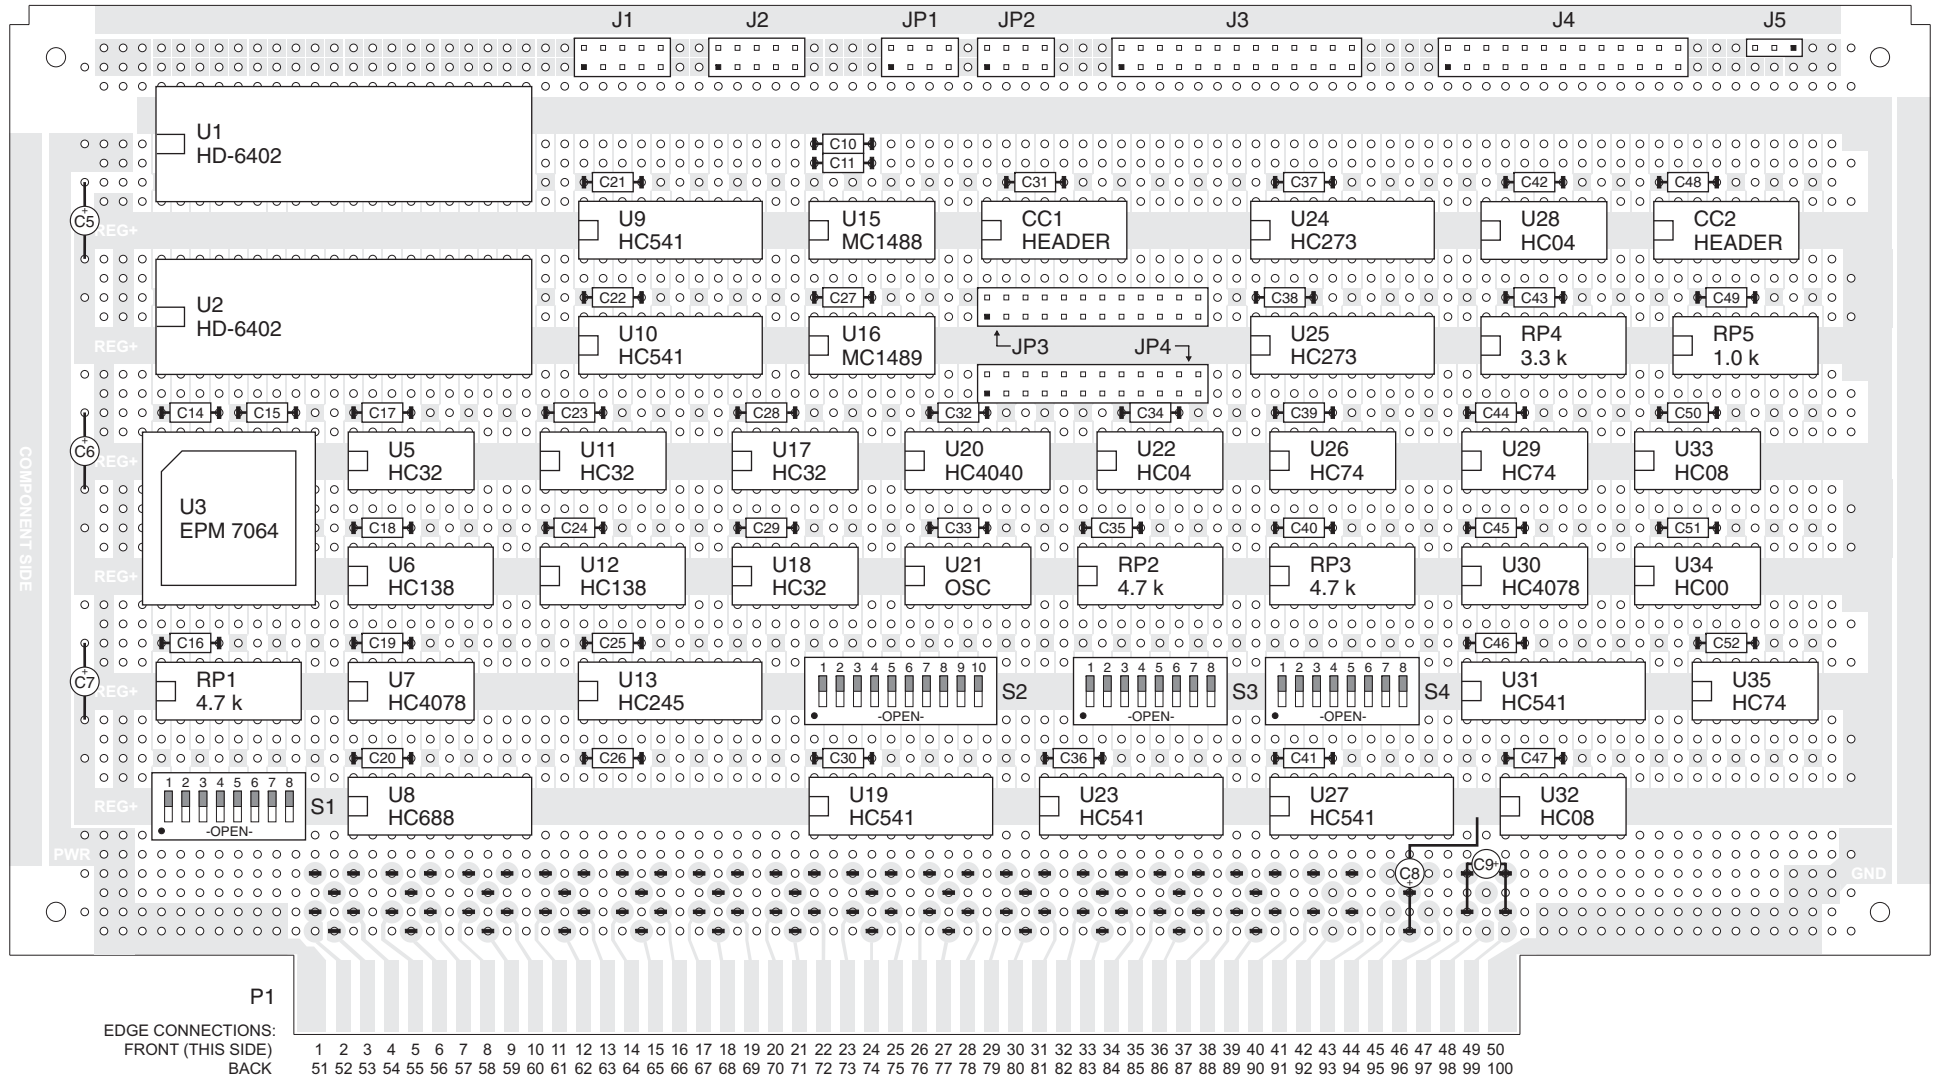 J1 J2 JP1 JP2 J3 J4 J5
U1
HD-6402
C10
C11
C21 C31 C37 C42 C48
+
C5
REG+
U9
HC541
U15
MC1488
CC1
HEADER
U24
HC273
U28
HC04
CC2
HEADER
U2
HD-6402
C22 C27 C38 C43 C49
REG+
U10
HC541
U16
MC1489
JP3 JP4
U25
HC273
RP4
3.3 k
RP5
1.0 k
C14 C15 C17 C23 C28 C32 C34 C39 C44 C50
+
C6
REG+
COMPONENT SIDE
U3
EPM 7064
U5
HC32
U11
HC32
U17
HC32
U20
HC4040
U22
HC04
U26
HC74
U29
HC74
U33
HC08
C18 C24 C29 C33 C35 C40 C45 C51
REG+
U6
HC138
U12
HC138
U18
HC32
U21
OSC
RP2
4.7 k
RP3
4.7 k
U30
HC4078
U34
HC00
C16 C19 C25 C46 C52
+
C7
REG+
RP1
4.7 k
U7
HC4078
U13
HC245
1 2 3 4 5 6 7 8 9 10
-OPEN-
S2
1 2 3 4 5 6 7 8
-OPEN-
S3
1 2 3 4 5 6 7 8
-OPEN-
S4
U31
HC541
U35
HC74
C20 C26 C30 C36 C41 C47
REG+
1 2 3 4 5 6 7 8
-OPEN-
S1
U8
HC688
U19
HC541
U23
HC541
U27
HC541
U32
HC08
PWR
C8
+
C9+
GND
P1
EDGE CONNECTIONS:
FRONT (THIS SIDE) 1 2 3 4 5 6 7 8 9 10 11 12 13 14 15 16 17 18 19 20 21 22 23 24 25 26 27 28 29 30 31 32 33 34 35 36 37 38 39 40 41 42 43 44 45 46 47 48 49 50
BACK 51 52 53 54 55 56 57 58 59 60 61 62 63 64 65 66 67 68 69 70 71 72 73 74 75 76 77 78 79 80 81 82 83 84 85 86 87 88 89 90 91 92 93 94 95 96 97 98 99 100